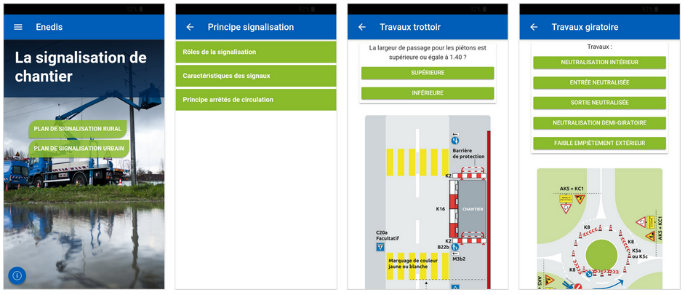 Enedis
La signalisation de
chantier
PLAN DE SIGNALISATION RURAL
PLAN DE SIGNALISATION URBAIN
Principe signalisation
Rôles de la signalisation
Caractéristiques des signaux
Principe arrétés de circulation
Travaux trottoir
La largeur de passage pour les piétons est
supérieure ou égale à 1.40 ?
SUPÉRIEURE
INFÉRIEURE
Barrière
de protection
K2
K16
CHANTIER
C20a
Facultatif
K2
B22b
M3b2
Marquage de couleur
jaune ou blanche
Travaux giratoire
Travaux :
NEUTRALISATION INTÉRIEUR
ENTRÉE NEUTRALISÉE
SORTIE NEUTRALISÉE
NEUTRALISATION DEMI-GIRATOIRE
FAIBLE EMPIÉTEMENT EXTÉRIEUR
AK5 + KC1
AK5 + KC1
K8
K5a
ou K5c
K8